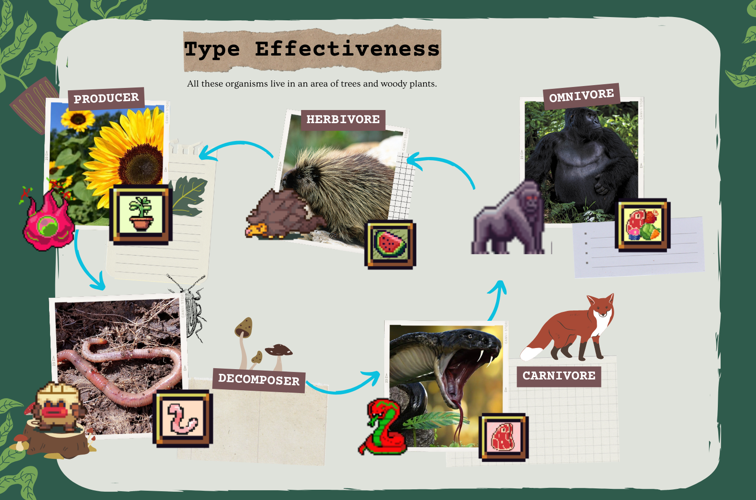 Type Effectiveness
All these organisms live in an area of trees and woody plants.
PRODUCER
HERBIVORE
OMNIVORE
DECOMPOSER
CARNIVORE